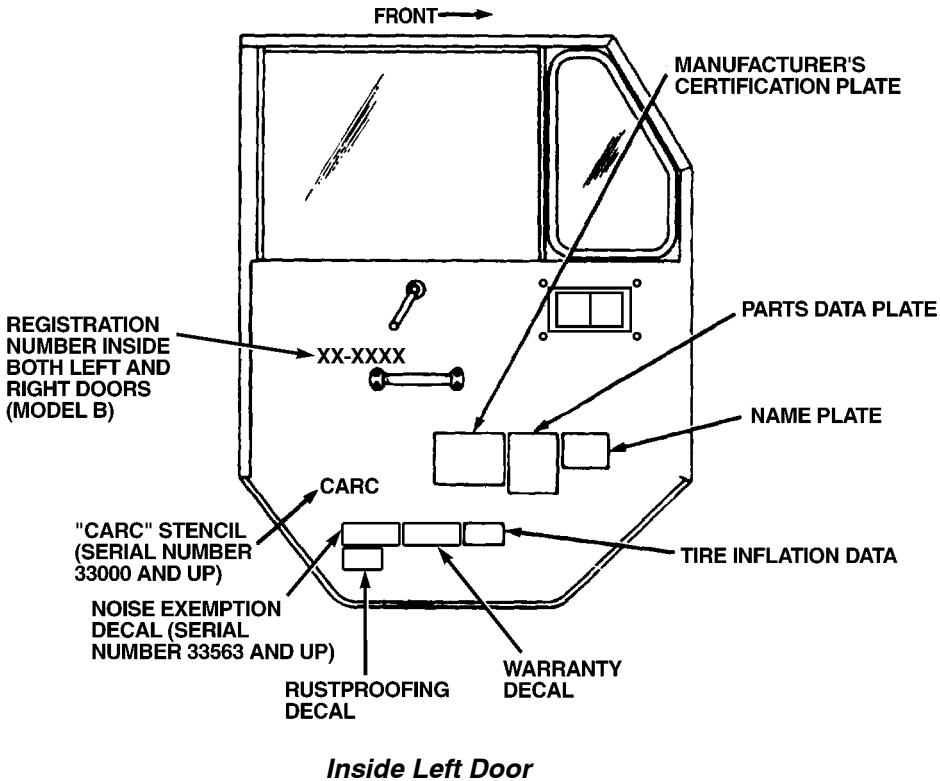 FRONT
MANUFACTURER'S
CERTIFICATION PLATE
PARTS DATA PLATE
REGISTRATION
NUMBER INSIDE
BOTH LEFT AND
RIGHT DOORS
(MODEL B)
XX-XXXX
NAME PLATE
CARC
"CARC" STENCIL
(SERIAL NUMBER
33000 AND UP)
TIRE INFLATION DATA
NOISE EXEMPTION
DECAL (SERIAL
NUMBER 33563 AND UP)
WARRANTY
DECAL
RUSTPROOFING
DECAL
Inside Left Door